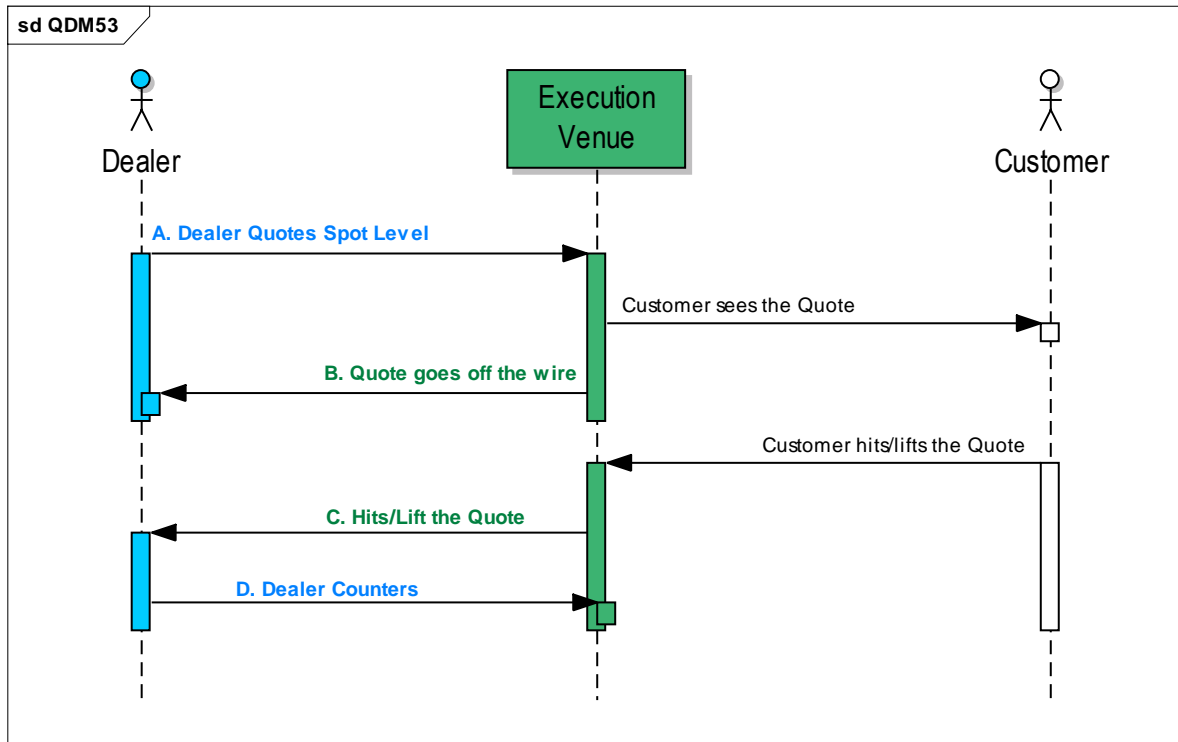 sd QDM53
Dealer
Execution
Venue
Customer
A. Dealer Quotes Spot Level
Customer sees the Quote
B. Quote goes off the wire
Customer hits/lifts the Quote
C. Hits/Lift the Quote
D. Dealer Counters